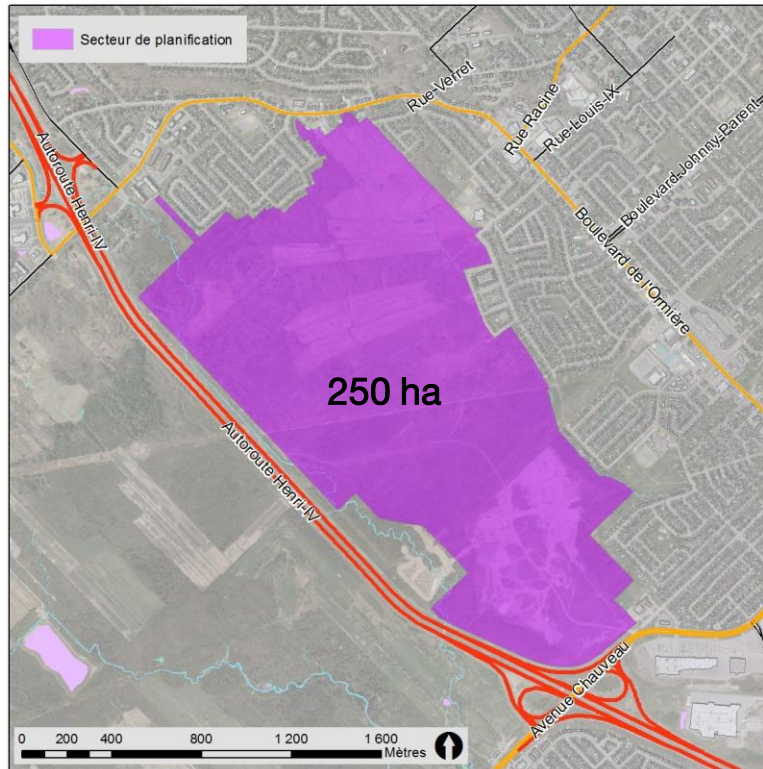 Secteur de planification
Rue Verret
Rue Racine
Rue Louis-IX
Boulevard Johnny-Parent
Autoroute Henri-IV
Boulevard de l'Ormière
250 ha
Autoroute Henri-IV
Avenue Chauveau
0 200 400 800 1 200 1 600
Mètres